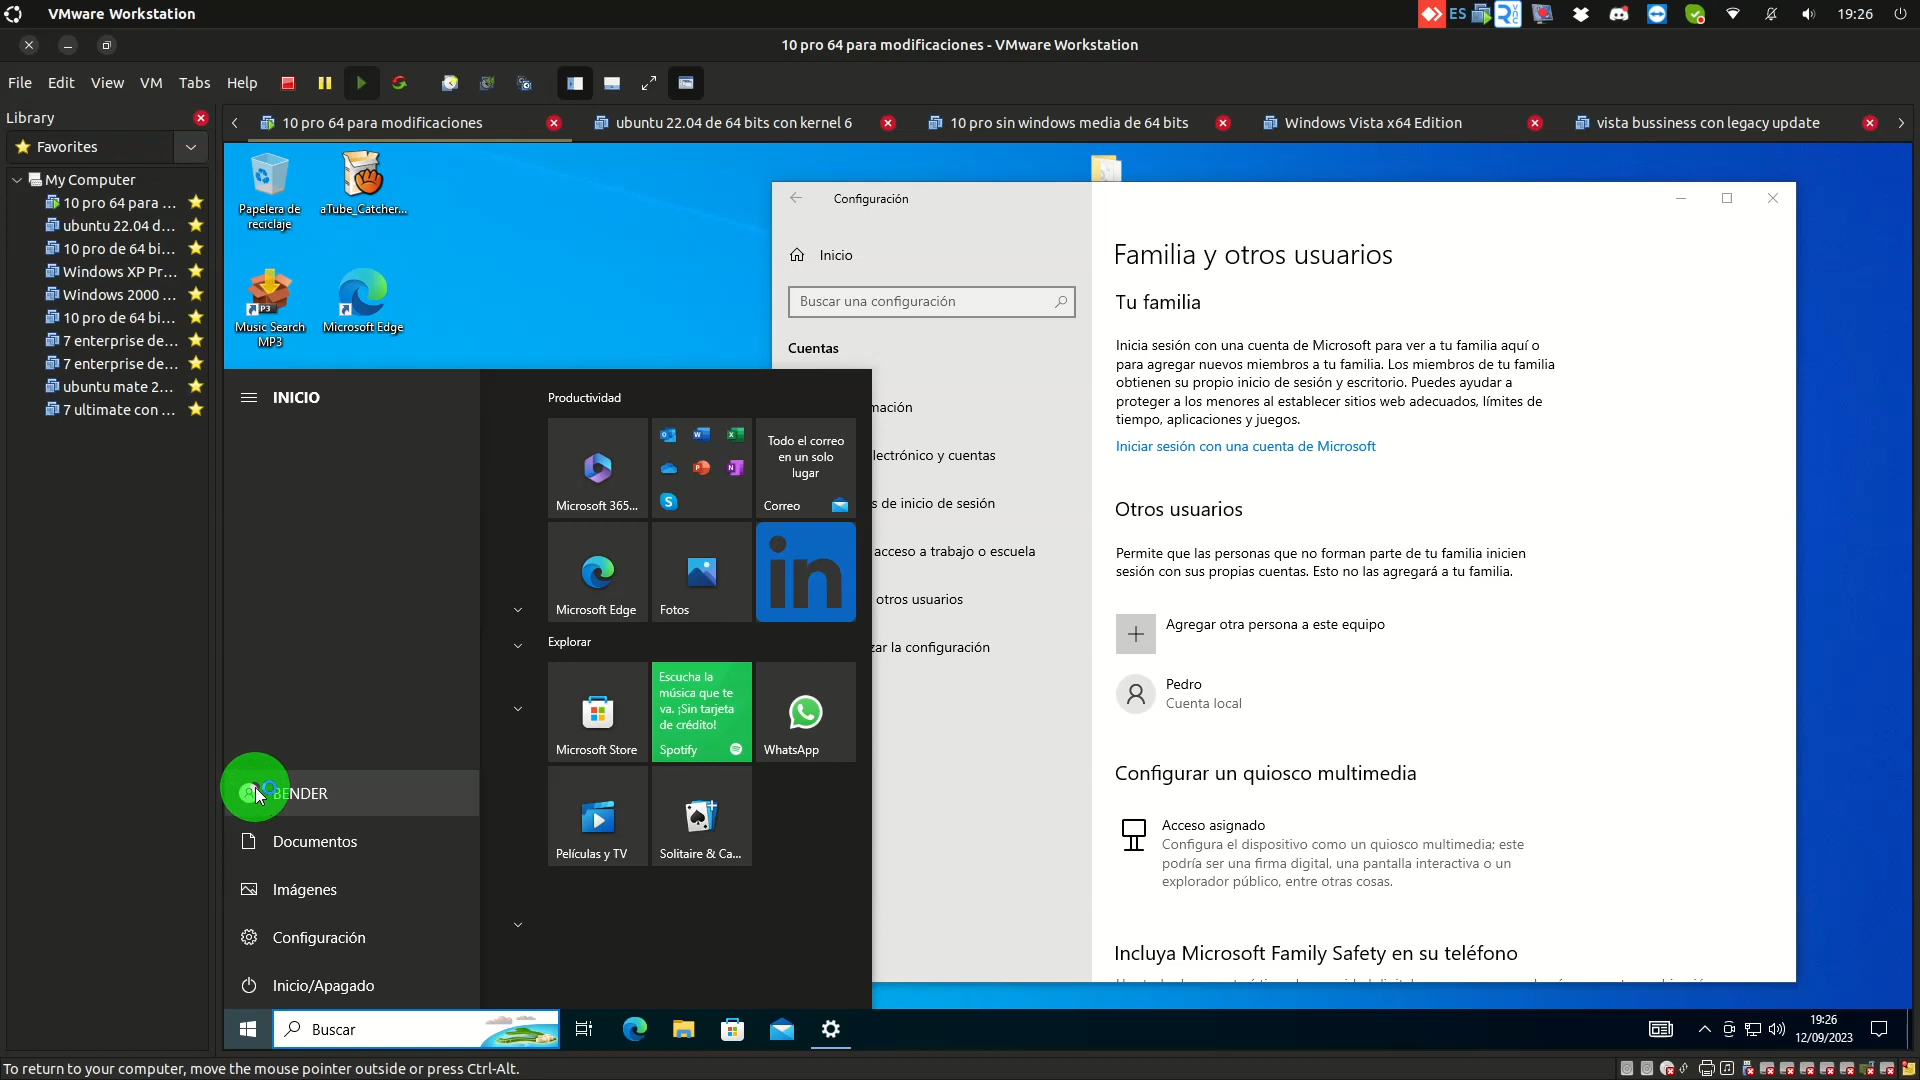 VMware Workstation
ES
19:26
10 pro 64 para modificaciones - VMware Workstation
File Edit View VM Tabs Help
Library
Favorites
My Computer
10 pro 64 para ...
ubuntu 22.04 d...
10 pro de 64 bi...
Windows XP Pr...
Windows 2000 ...
10 pro de 64 bi...
7 enterprise de...
7 enterprise de...
ubuntu mate 2...
7 ultimate con ...
10 pro 64 para modificaciones
ubuntu 22.04 de 64 bits con kernel 6
10 pro sin windows media de 64 bits
Windows Vista x64 Edition
vista bussiness con legacy update
Papelera de
reciclaje
aTube_Catcher...
Music Search
MP3
Microsoft Edge
Configuración
Inicio
Buscar una configuración
Cuentas
mación
lectrónico y cuentas
s de inicio de sesión
acceso a trabajo o escuela
otros usuarios
zar la configuración
Familia y otros usuarios
Tu familia
Inicia sesión con una cuenta de Microsoft para ver a tu familia aquí o
para agregar nuevos miembros a tu familia. Los miembros de tu familia
obtienen su propio inicio de sesión y escritorio. Puedes ayudar a
proteger a los menores al establecer sitios web adecuados, límites de
tiempo, aplicaciones y juegos.
Iniciar sesión con una cuenta de Microsoft
Otros usuarios
Permite que las personas que no forman parte de tu familia inicien
sesión con sus propias cuentas. Esto no las agregará a tu familia.
Agregar otra persona a este equipo
Pedro
Cuenta local
Configurar un quiosco multimedia
Acceso asignado
Configura el dispositivo como un quiosco multimedia; este
podría ser una firma digital, una pantalla interactiva o un
explorador público, entre otras cosas.
Incluya Microsoft Family Safety en su teléfono
INICIO
BENDER
Documentos
Imágenes
Configuración
Inicio/Apagado
Productividad
Microsoft 365...
Todo el correo
en un solo
lugar
Correo
Microsoft Edge
Fotos
in
Explorar
Microsoft Store
Escucha la
música que te
va. ¡Sin tarjeta
de crédito!
Spotify
WhatsApp
Películas y TV
Solitaire & Ca...
Buscar
19:26
12/09/2023
To return to your computer, move the mouse pointer outside or press Ctrl-Alt.